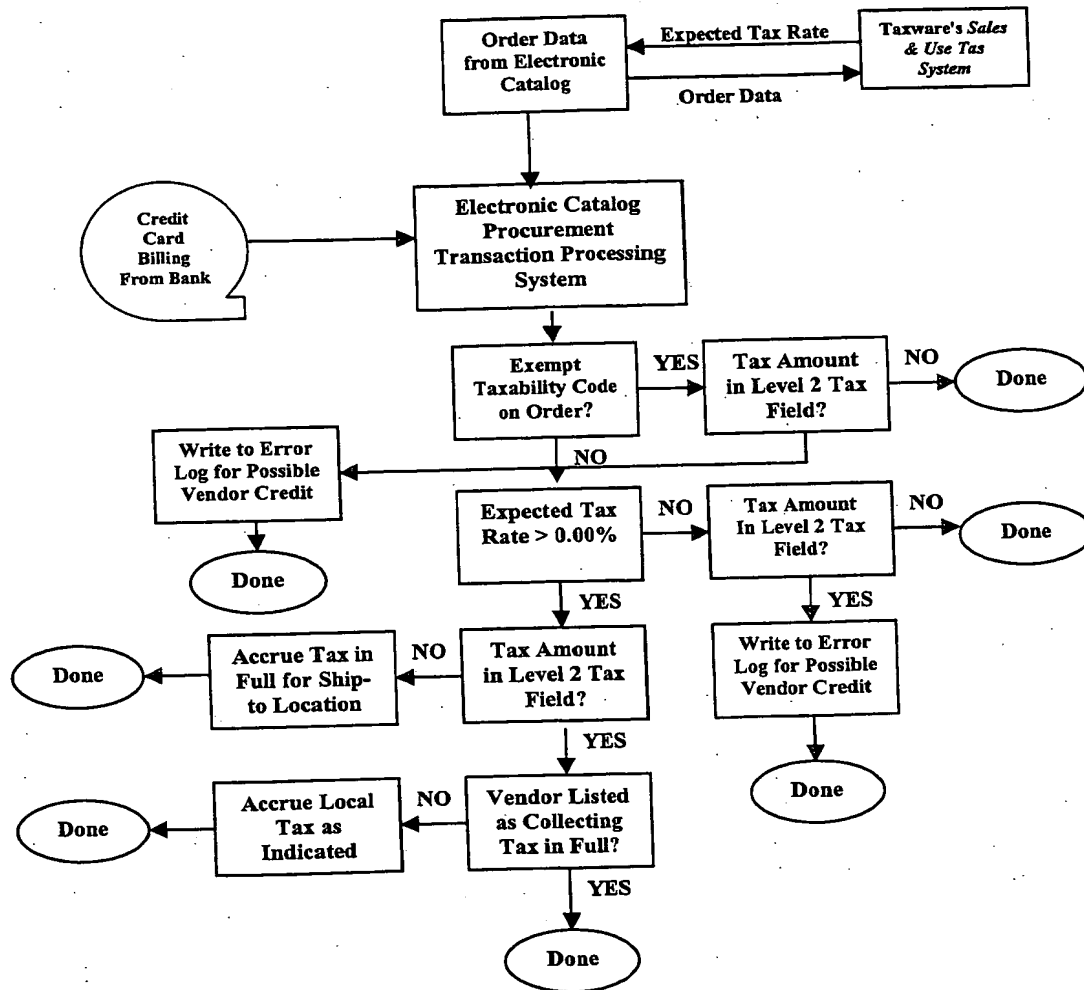 Order Data
from Electronic
Catalog
Expected Tax Rate
Order Data
Taxware's Sales
& Use Tas
System
Credit
Card
Billing
From Bank
Electronic Catalog
Procurement
Transaction Processing
System
Exempt
Taxability Code
on Order?
YES
Tax Amount
in Level 2 Tax
Field?
NO
Done
NO
Write to Error
Log for Possible
Vendor Credit
Done
Expected Tax
Rate > 0.00%
NO
Tax Amount
In Level 2 Tax
Field?
NO
Done
YES
YES
Write to Error
Log for Possible
Vendor Credit
Done
Tax Amount
in Level 2 Tax
Field?
NO
Accrue Tax in
Full for Ship-
to Location
Done
YES
Vendor Listed
as Collecting
Tax in Full?
NO
Accrue Local
Tax as
Indicated
Done
YES
Done